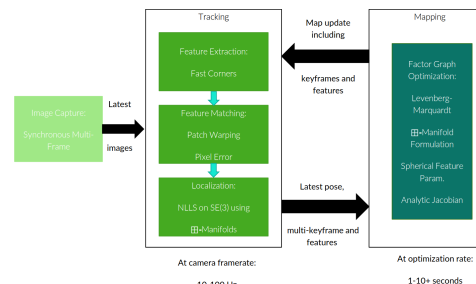 Tracking
Mapping
Feature Extraction:
Fast Corners
Map update
including
keyframes and
features
Factor Graph
Optimization:
Levenberg-
Marquardt
⊞-Manifold
Formulation
Spherical Feature
Param.
Analytic Jacobian
Image Capture:
Synchronous Multi-
Frame
Latest
images
Feature Matching:
Patch Warping
Pixel Error
Localization:
NLLS on SE(3) using
⊞-Manifolds
Latest pose,
multi-keyframe and
features
At camera framerate:
10-100 Hz
At optimization rate:
1-10+ seconds